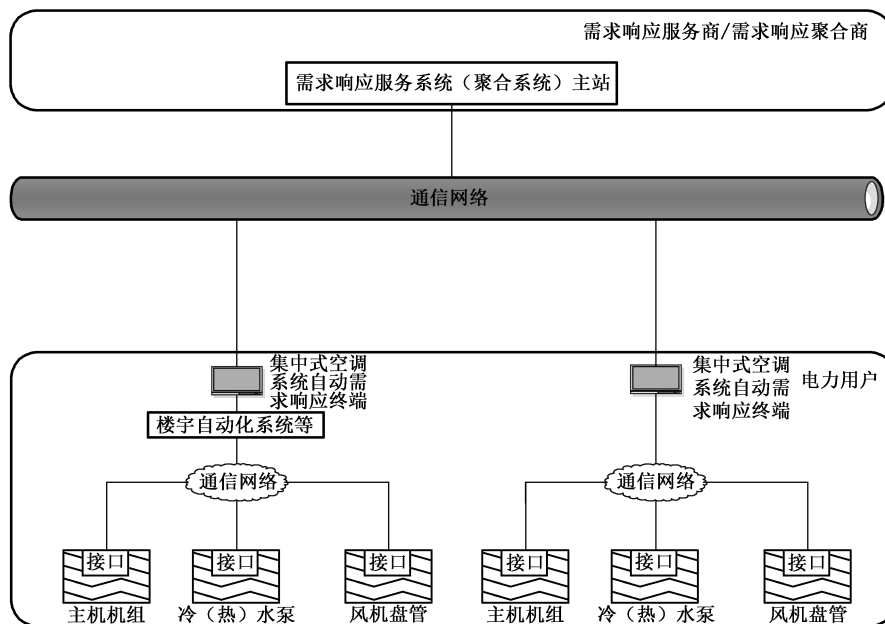 需求响应服务商/需求响应聚合商
需求响应服务系统（聚合系统）主站
通信网络
集中式空调
系统自动需
求响应终端
集中式空调
系统自动需
求响应终端
电力用户
楼宇自动化系统等
通信网络
通信网络
接口
接口
接口
接口
接口
接口
主机机组
冷（热）水泵
风机盘管
主机机组
冷（热）水泵
风机盘管